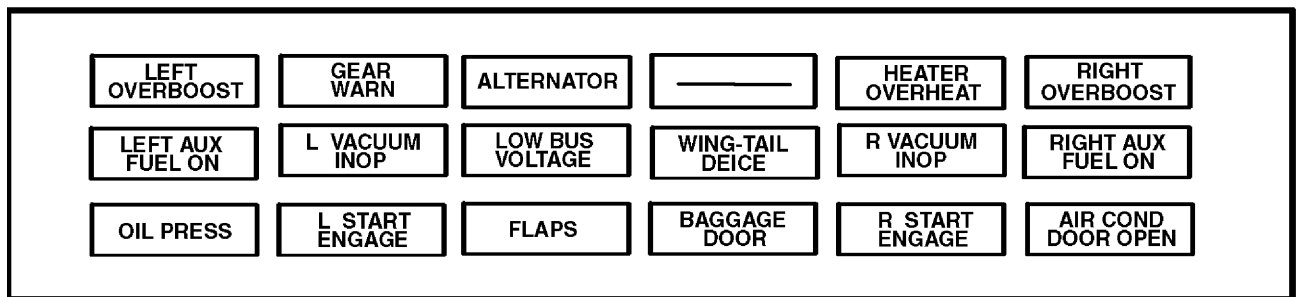 LEFT
OVERBOOST
GEAR
WARN
ALTERNATOR
HEATER
OVERHEAT
RIGHT
OVERBOOST
LEFT AUX
FUEL ON
L VACUUM
INOP
LOW BUS
VOLTAGE
WING-TAIL
DEICE
R VACUUM
INOP
RIGHT AUX
FUEL ON
OIL PRESS
L START
ENGAGE
FLAPS
BAGGAGE
DOOR
R START
ENGAGE
AIR COND
DOOR OPEN